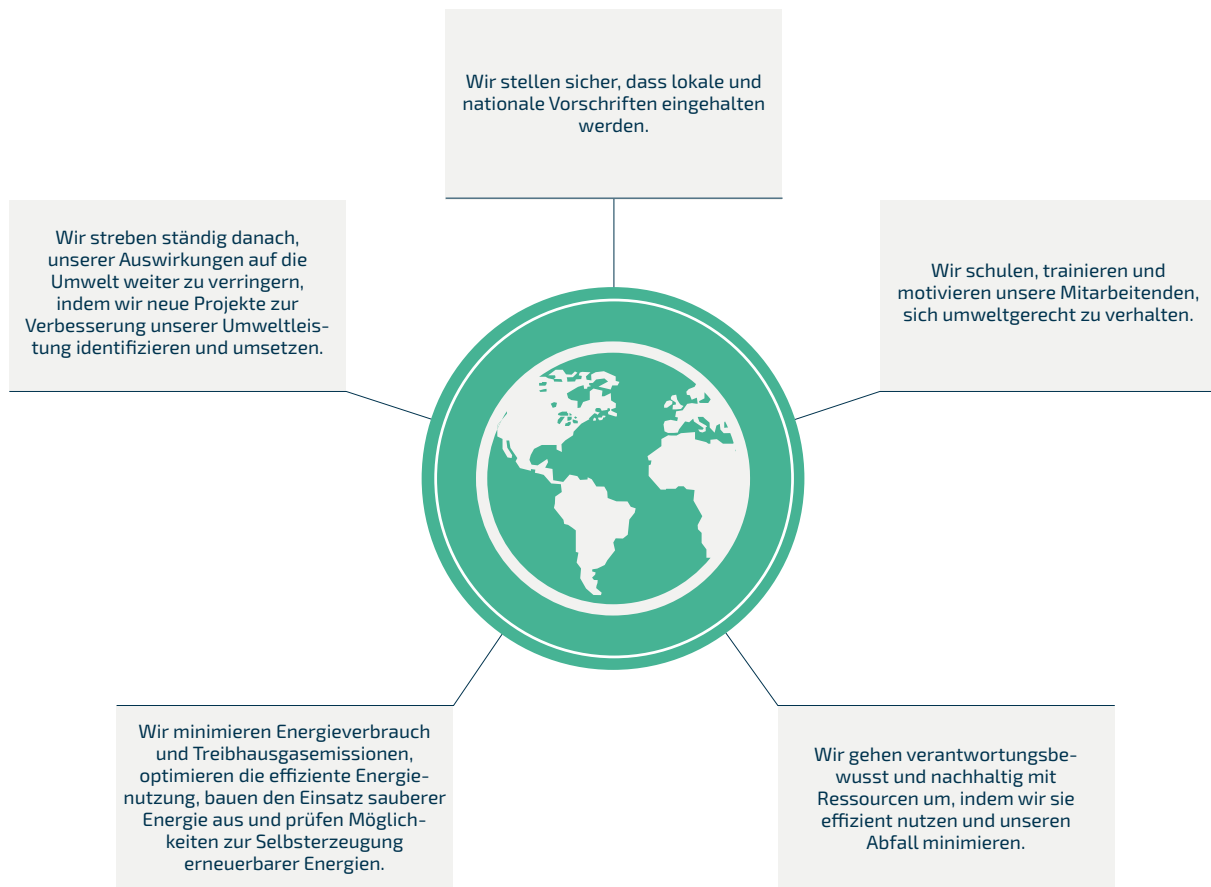 Wir stellen sicher, dass lokale und
nationale Vorschriften eingehalten
werden.
Wir streben ständig danach,
unserer Auswirkungen auf die
Umwelt weiter zu verringern,
indem wir neue Projekte zur
Verbesserung unserer Umweltleis-
tung identifizieren und umsetzen.
Wir schulen, trainieren und
motivieren unsere Mitarbeitenden,
sich umweltgerecht zu verhalten.
Wir minimieren Energieverbrauch
und Treibhausgasemissionen,
optimieren die effiziente Energie-
nutzung, bauen den Einsatz sauberer
Energie aus und prüfen Möglich-
keiten zur Selbsterzeugung
erneuerbarer Energien.
Wir gehen verantwortungsbe-
wusst und nachhaltig mit
Ressourcen um, indem wir sie
effizient nutzen und unseren
Abfall minimieren.